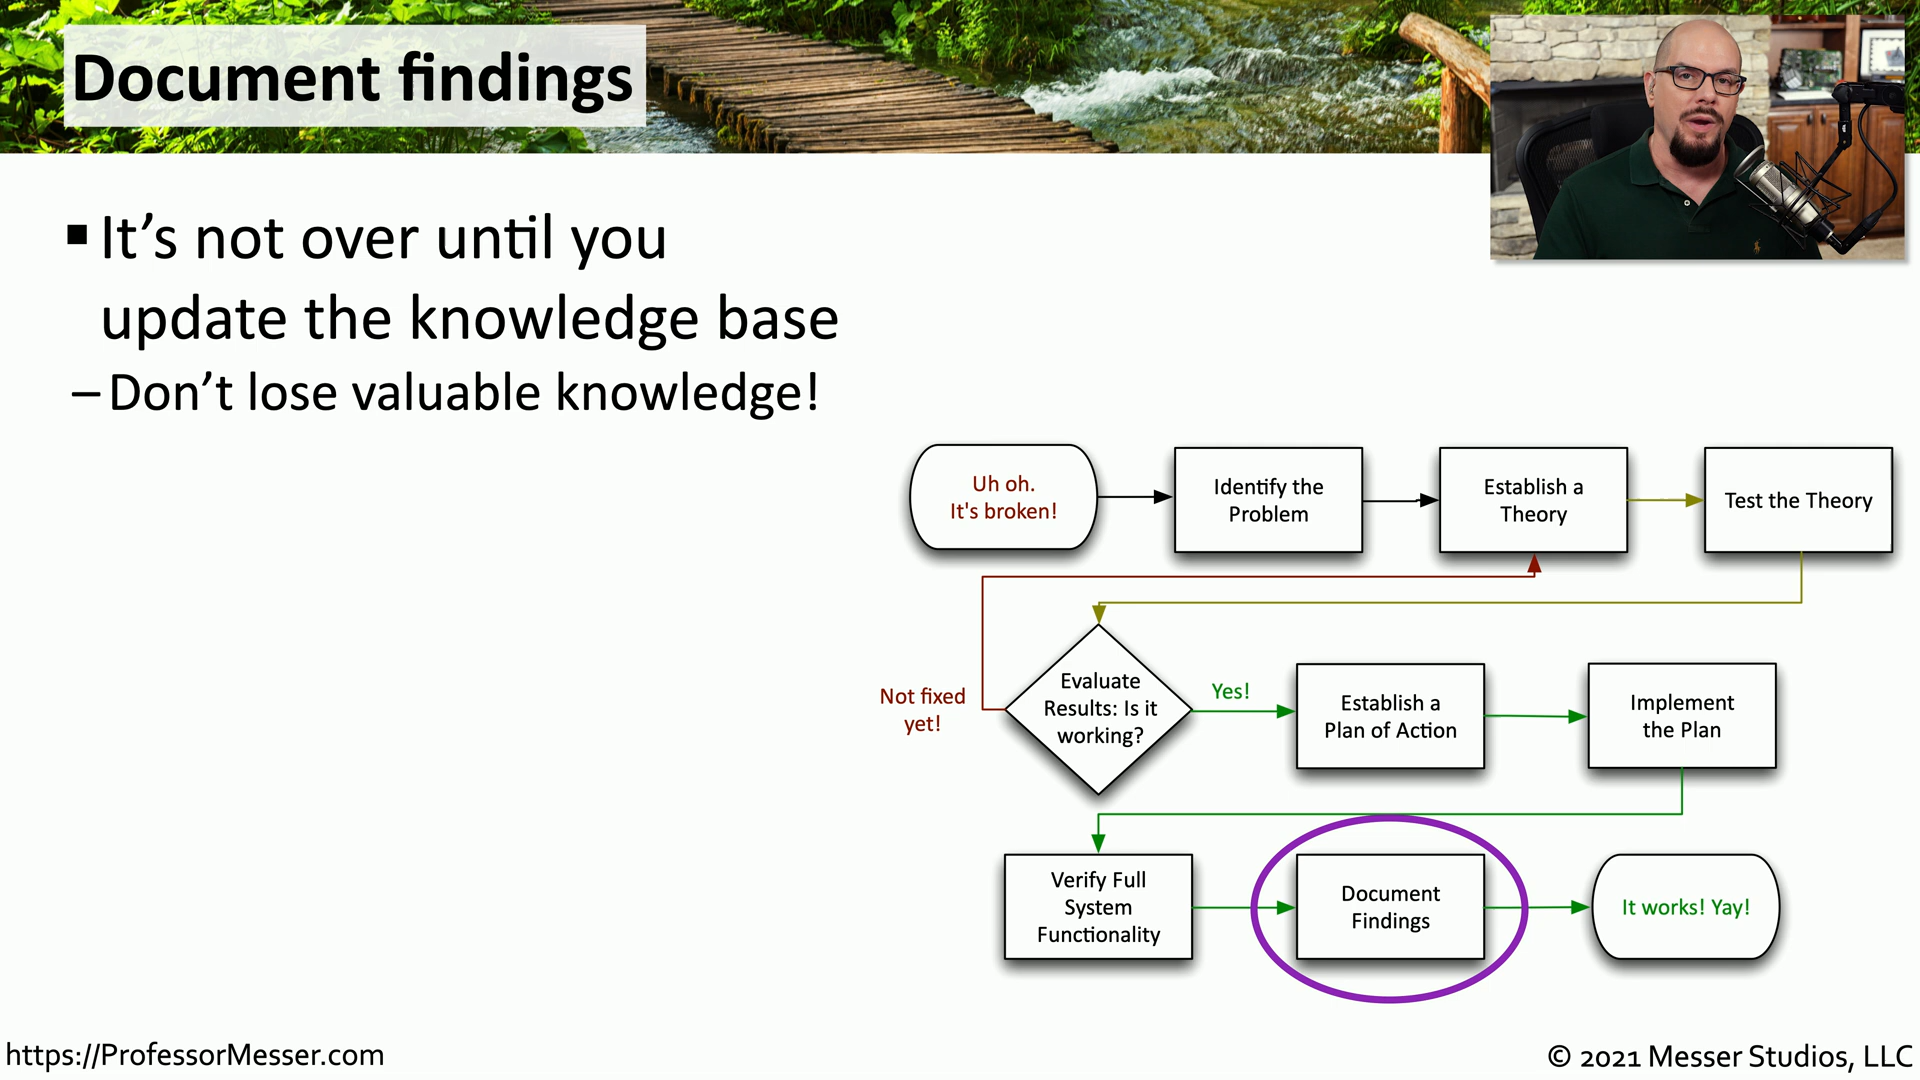 Document findings
▪ It's not over until you
update the knowledge base
– Don't lose valuable knowledge!
Uh oh.
It's broken!
Identify the
Problem
Establish a
Theory
Test the Theory
Not fixed
yet!
Evaluate
Results: Is it
working?
Yes!
Establish a
Plan of Action
Implement
the Plan
Verify Full
System
Functionality
Document
Findings
It works! Yay!
https://ProfessorMesser.com
© 2021 Messer Studios, LLC